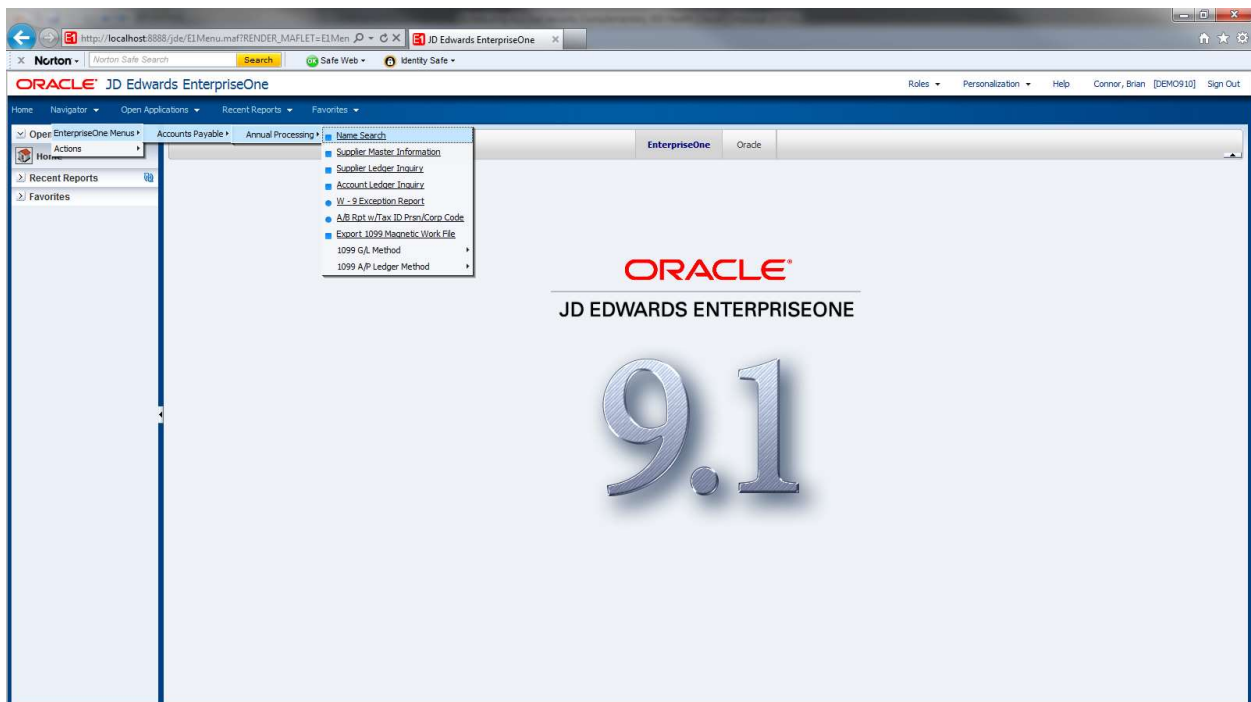 http://localhost:8888/jde/E1Menu.maf?RENDER_MAFLET=E1Men
JD Edwards EnterpriseOne
X Norton - Norton Safe Search Search Safe Web - Identity Safe -
ORACLE JD Edwards EnterpriseOne
Roles Personalization Help Connor, Brian [DEMO910] Sign Out
Home Navigator Open Applications Recent Reports Favorites
Oper
EnterpriseOne Menus
Accounts Payable
Annual Processing
Name Search
EnterpriseOne
Oracle
Home
Actions
Supplier Master Information
Recent Reports
Supplier Ledger Inquiry
Account Ledger Inquiry
Favorites
W - 9 Exception Report
A/B Rpt w/Tax ID Prsn/Corp Code
Export 1099 Magnetic Work File
1099 G/L Method
1099 A/P Ledger Method
ORACLE
JD EDWARDS ENTERPRISEONE
9.1